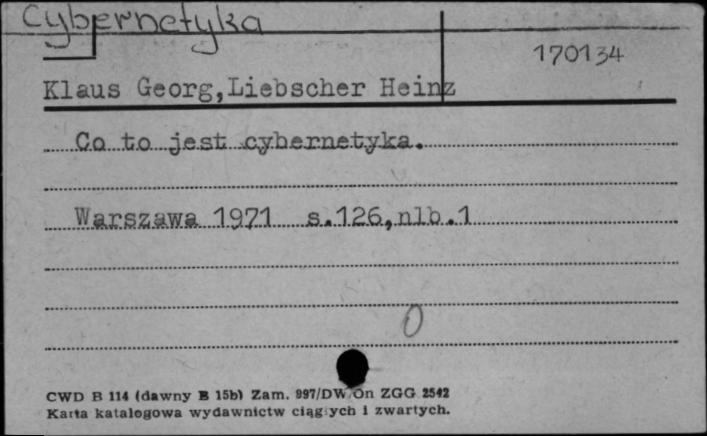 Cybernetyka
170134
Klaus Georg,Liebscher Heinz
Co to jest cybernetyka.
Warszawa 1971 s.126,nlb.1
0
CWD B 114 (dawny B 15b) Zam. 997/DW/On ZGG 2542
Karta katalogowa wydawnictw ciągłych i zwartych.